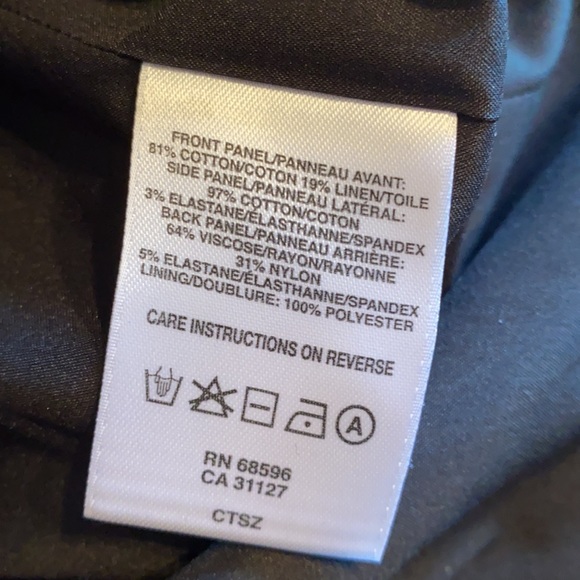 FRONT PANEL/PANNEAU AVANT:
81% COTTON/COTON 19% LINEN/TOILE
SIDE PANEL/PANNEAU LATÉRAL:
97% COTTON/COTON
3% ELASTANE/ÉLASTHANNE/SPANDEX
BACK PANEL/PANNEAU ARRIÈRE:
64% VISCOSE/RAYON/RAYONNE
31% NYLON
5% ELASTANE/ÉLASTHANNE/SPANDEX
LINING/DOUBLURE: 100% POLYESTER
CARE INSTRUCTIONS ON REVERSE
A
RN 68596
CA 31127
CTSZ